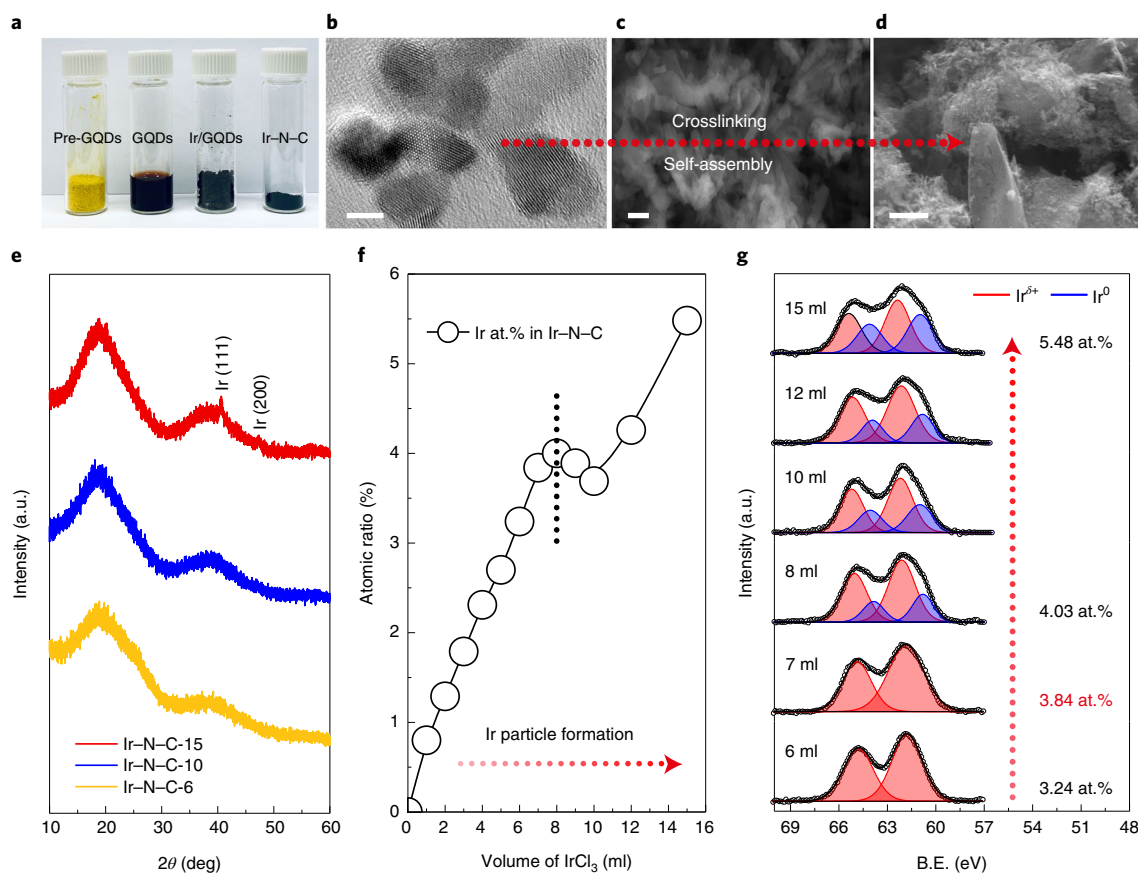 a
b
c
d
Pre-GQDs
GQDs
Ir/GQDs
Ir–N–C
Crosslinking
Self-assembly
e
Intensity (a.u.)
Ir (111)
Ir (200)
Ir–N–C-15
Ir–N–C-10
Ir–N–C-6
10 20 30 40 50 60
2θ (deg)
f
Atomic ratio (%)
6
5
4
3
2
1
0
Ir at.% in Ir–N–C
Ir particle formation
0 2 4 6 8 10 12 14 16
Volume of IrCl₃ (ml)
g
Intensity (a.u.)
Irᵟ⁺ Ir⁰
15 ml
5.48 at.%
12 ml
10 ml
8 ml
4.03 at.%
7 ml
3.84 at.%
6 ml
3.24 at.%
69 66 63 60 57 54 51 48
B.E. (eV)